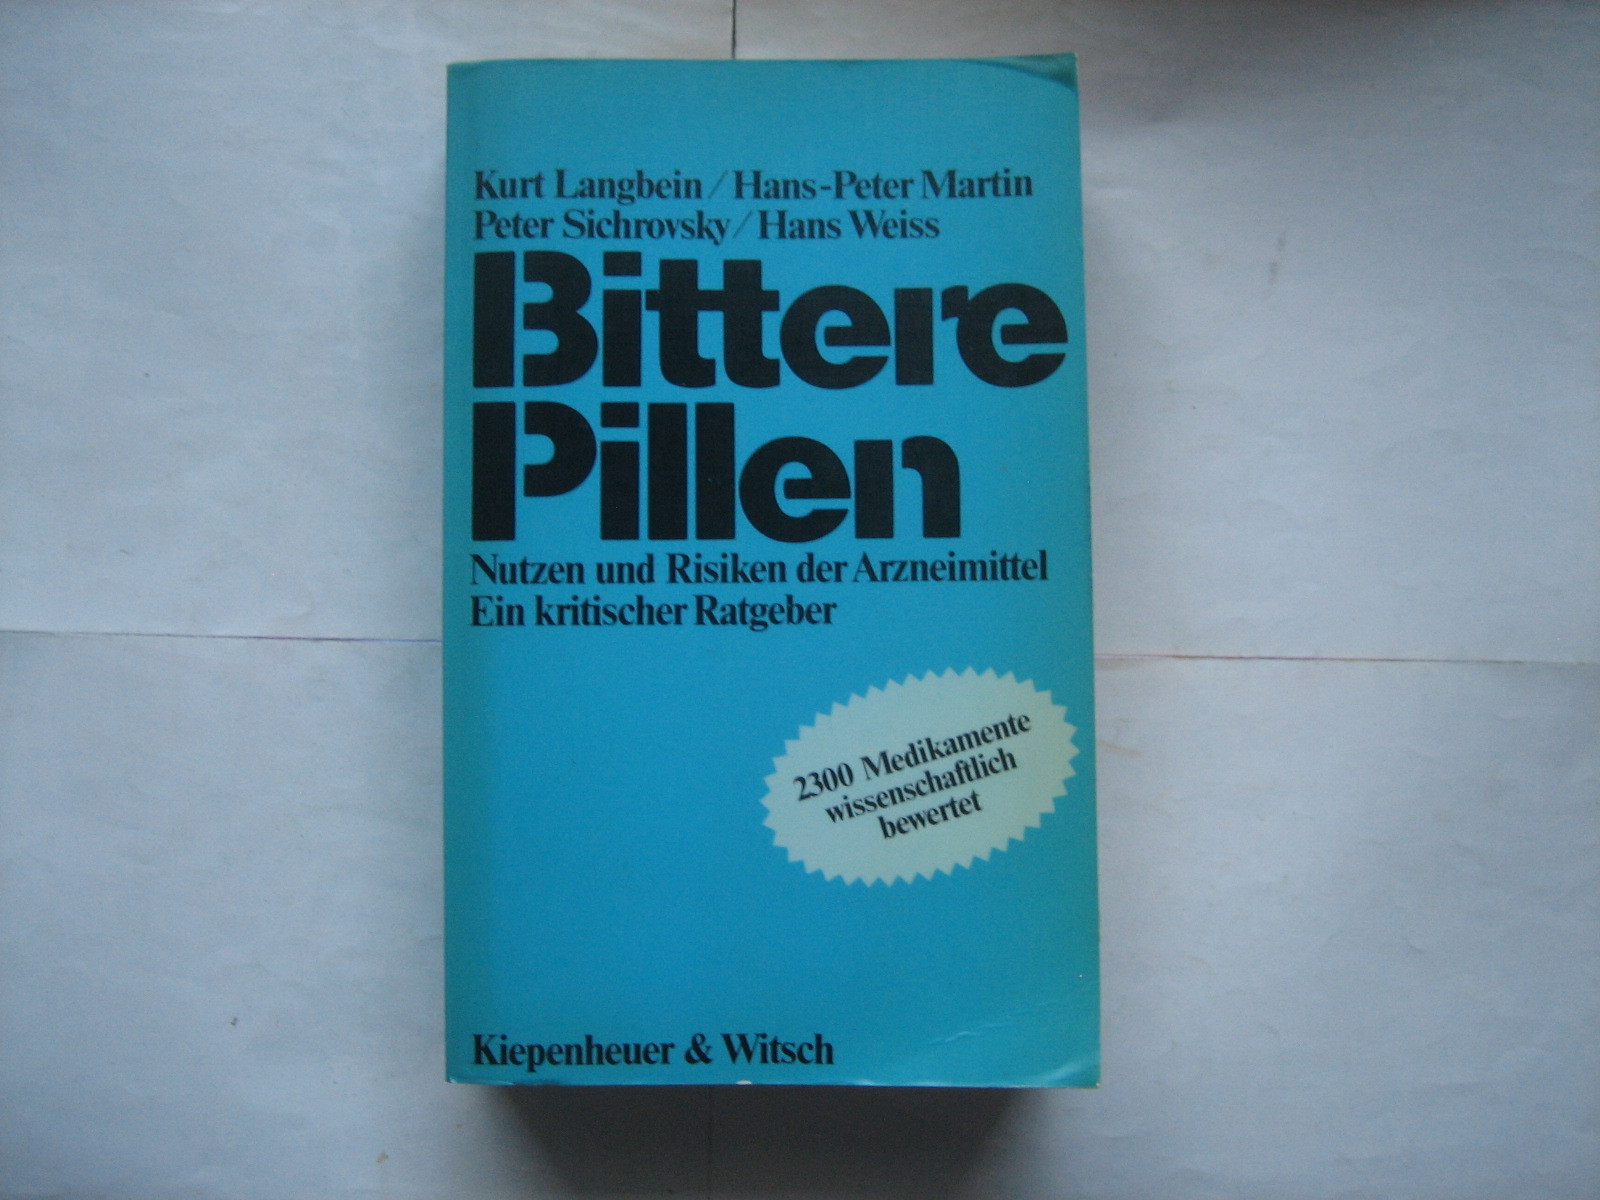 Kurt Langbein / Hans-Peter Martin
Peter Sichrovsky / Hans Weiss
Bittere
Pillen
Nutzen und Risiken der Arzneimittel
Ein kritischer Ratgeber
2300 Medikamente
wissenschaftlich
bewertet
Kiepenheuer & Witsch